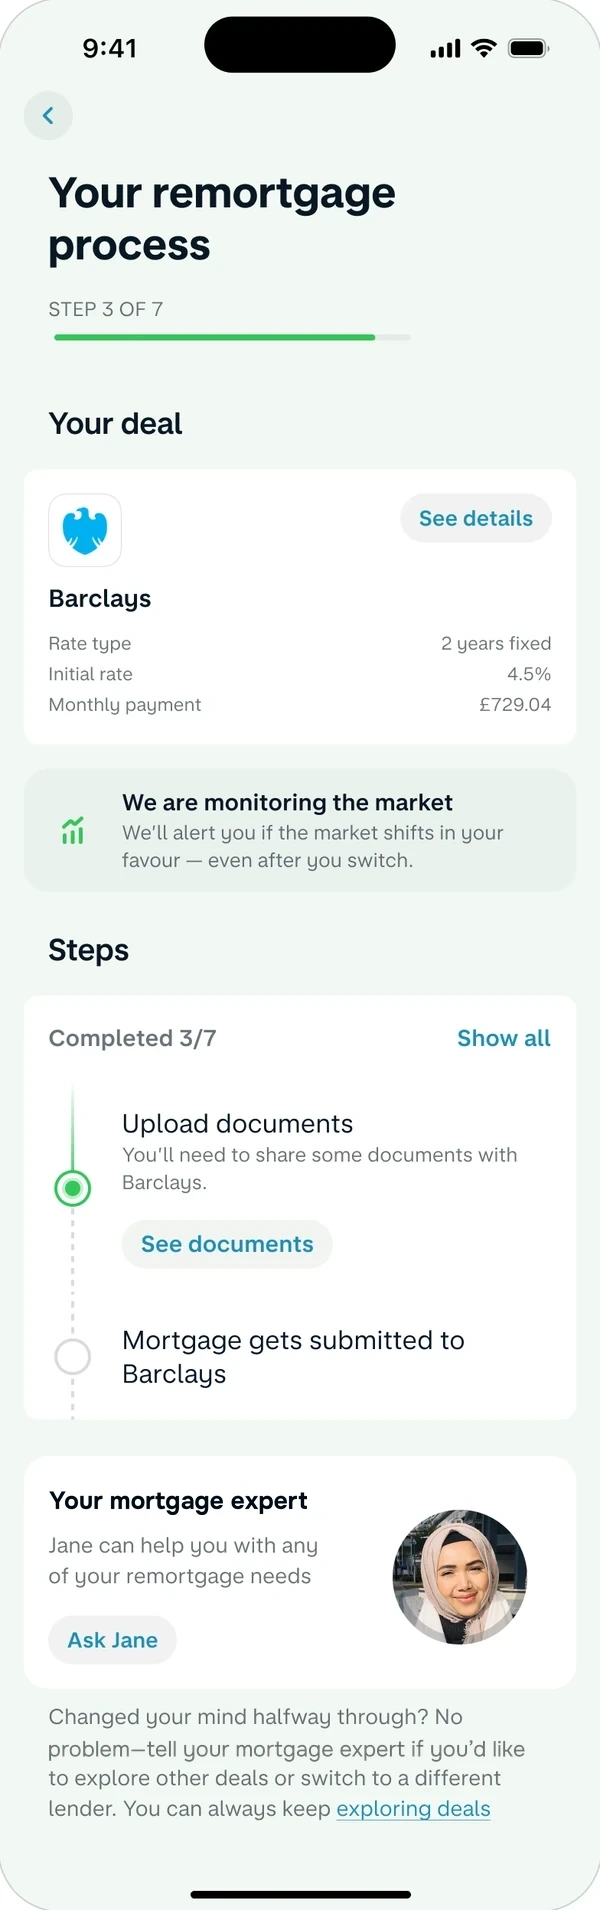 9:41
Your remortgage
process
STEP 3 OF 7
Your deal
See details
Barclays
Rate type 2 years fixed
Initial rate 4.5%
Monthly payment £729.04
We are monitoring the market
We'll alert you if the market shifts in your
favour — even after you switch.
Steps
Completed 3/7 Show all
Upload documents
You'll need to share some documents with
Barclays.
See documents
Mortgage gets submitted to
Barclays
Your mortgage expert
Jane can help you with any
of your remortgage needs
Ask Jane
Changed your mind halfway through? No
problem—tell your mortgage expert if you’d like
to explore other deals or switch to a different
lender. You can always keep exploring deals